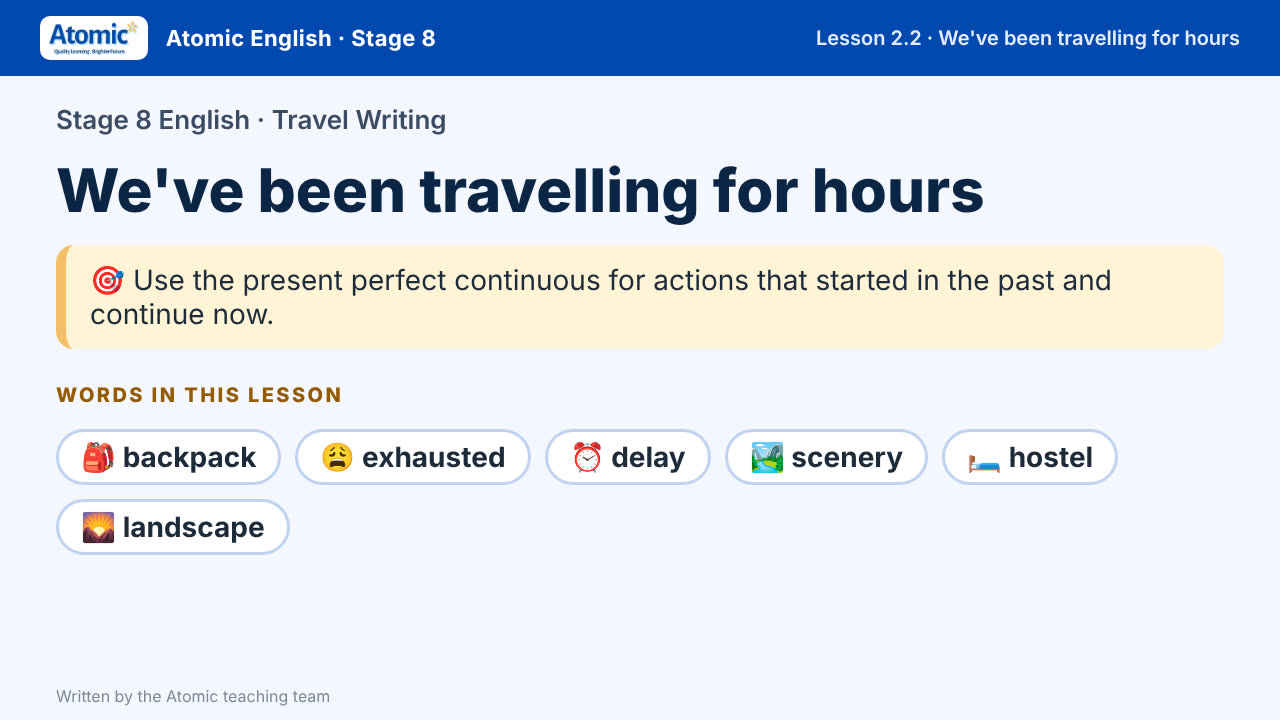 Atomic
Quality Learning. Brighter Future.
Atomic English · Stage 8
Lesson 2.2 · We've been travelling for hours
Stage 8 English · Travel Writing
We've been travelling for hours
🎯 Use the present perfect continuous for actions that started in the past and
continue now.
WORDS IN THIS LESSON
🎒 backpack 😩 exhausted ⏰ delay 🏞️ scenery 🛏️ hostel
🌄 landscape
Written by the Atomic teaching team